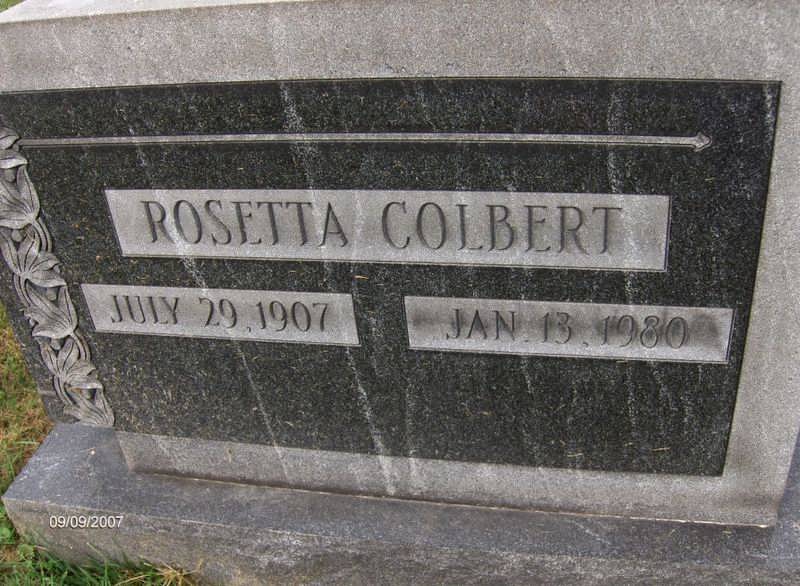 ROSETTA COLBERT
JULY 29, 1907
JAN. 13, 1980
09/09/2007